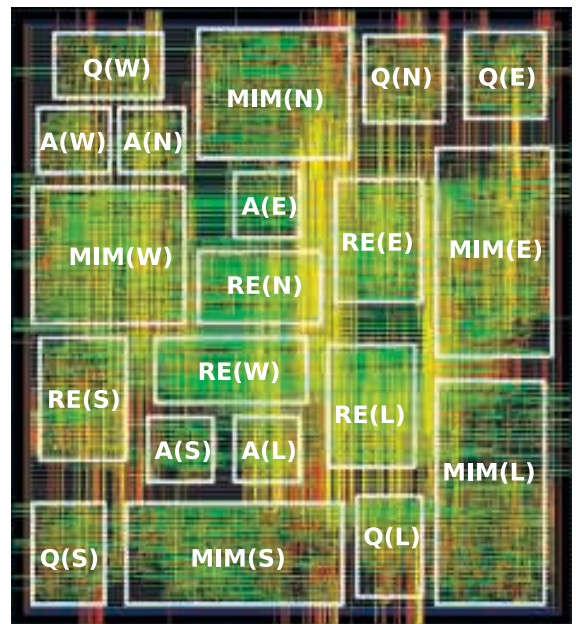 Q(W)
MIM(N)
Q(N)
Q(E)
A(W)
A(N)
A(E)
RE(E)
MIM(E)
MIM(W)
RE(N)
RE(W)
RE(S)
RE(L)
A(S)
A(L)
MIM(L)
Q(S)
MIM(S)
Q(L)